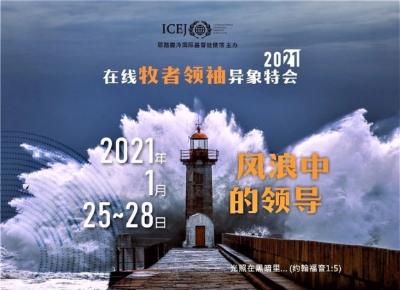 ICEJ
耶路撒冷国际基督徒使馆 主办
2021
在线牧者领袖异象特会
2021年
1月
25~28日
风浪中
的领导
光照在黑暗里... (约翰福音1:5)